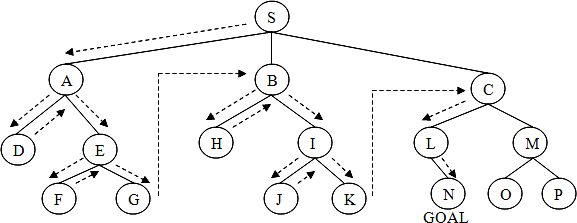 S
A B C
D E H I L M
F G J K N O P
GOAL